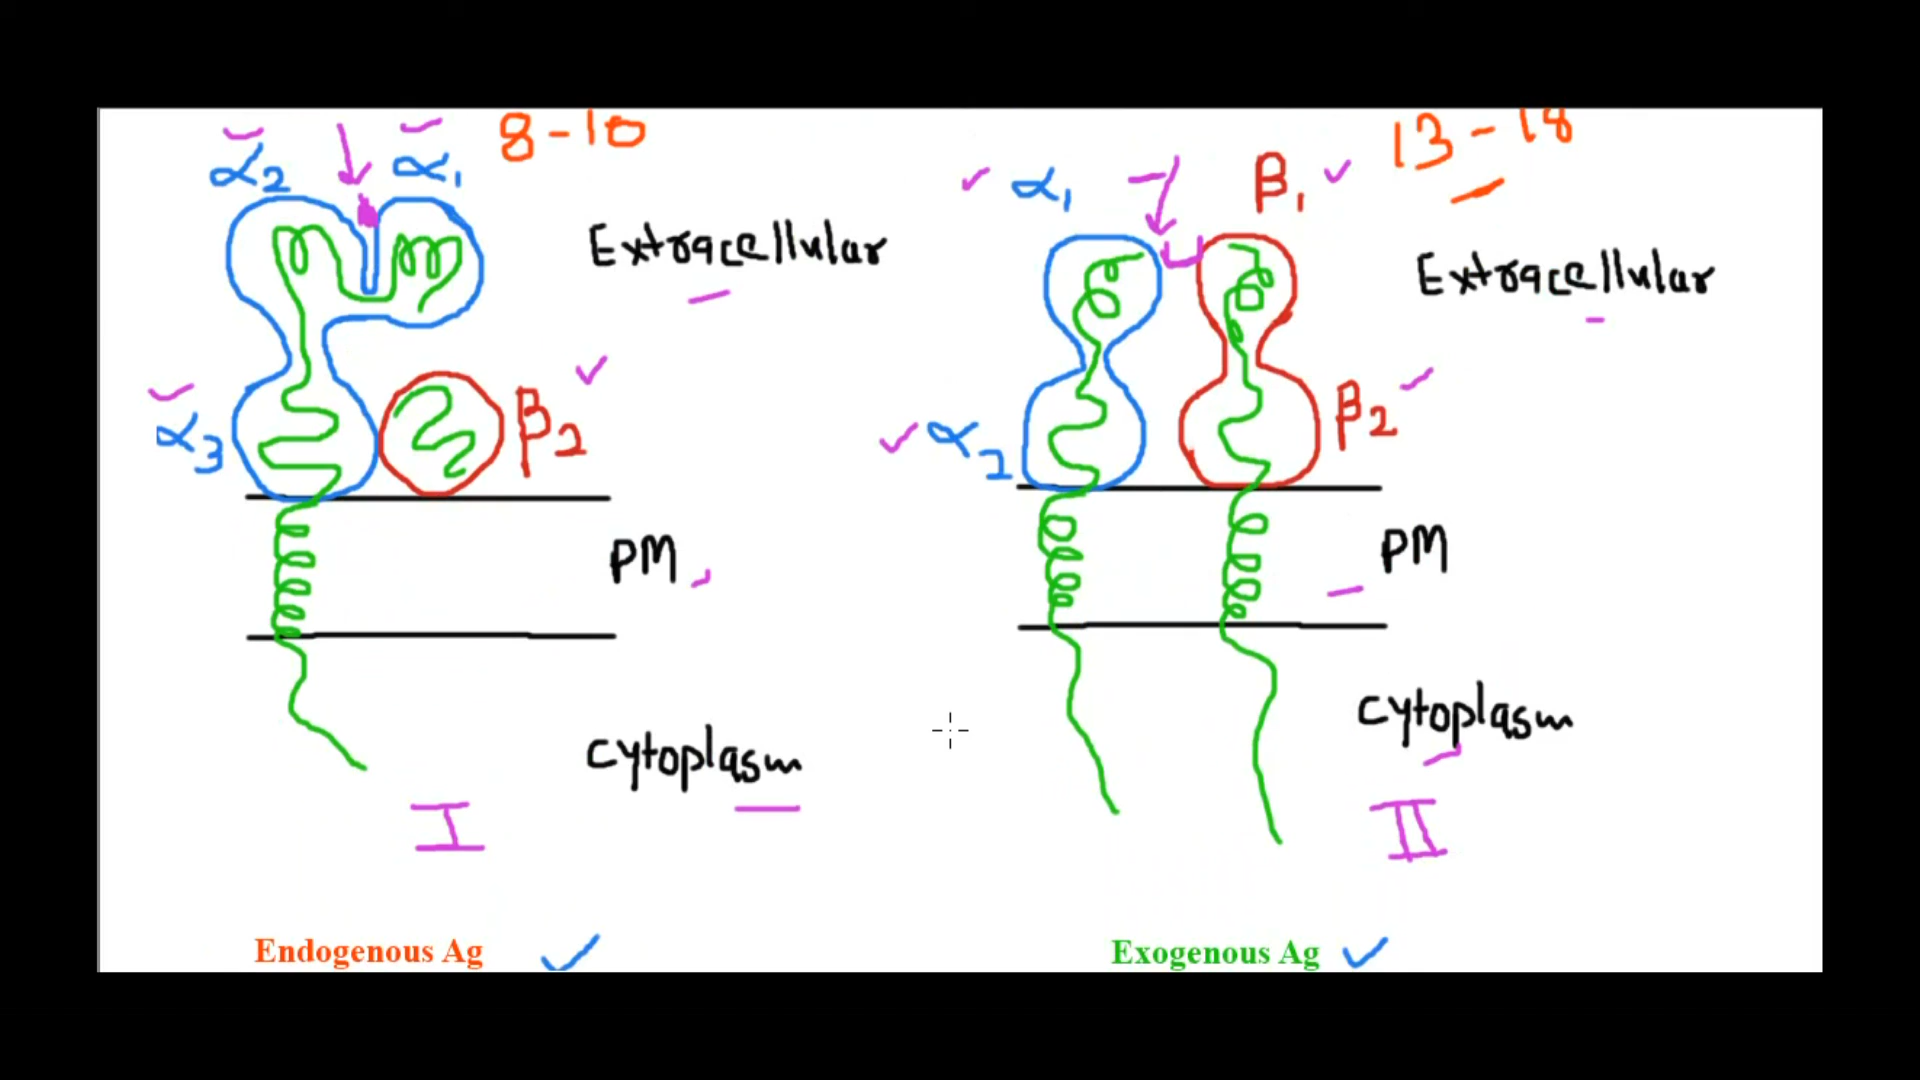 α2 α1 8-10
Extracellular
α3 β2
PM
Cytoplasm
I
Endogenous Ag
α1 β1 13-18
Extracellular
α2 β2
PM
Cytoplasm
II
Exogenous Ag